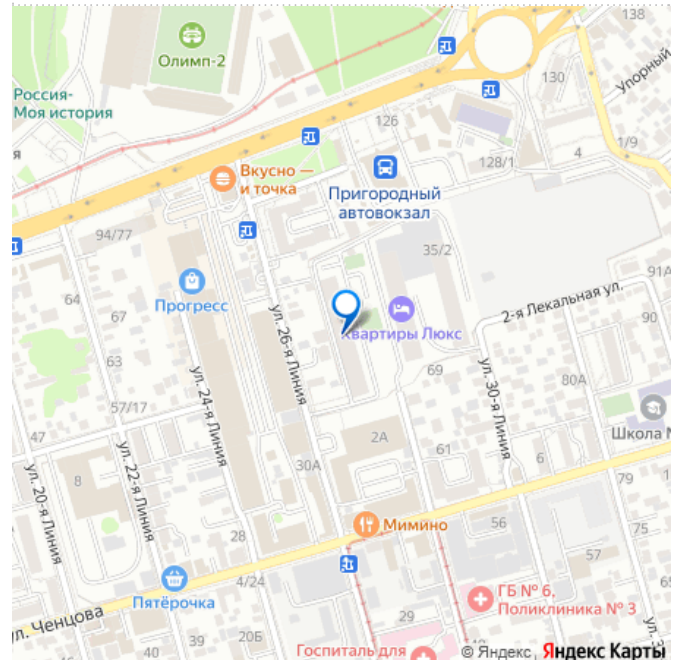 138
Олимп-2
130
Упорный
Россия-
Моя история
я
126
1/9
128/1
4
Вкусно —
и точка
Пригородный
автовокзал
94/77
35/2
91А
2-я Лекальная ул.
64
Прогресс
90
67
Квартиры Люкс
ул. 26-я Линия
63
69
ул. 24-я Линия
ул. 30-я Линия
80А
57/17
47
2А
Школа №
61
ул. 22-я Линия
30А
6
ул. 20-я Линия
8
79
Мимино
56
75
28
57
4/24
Пятёрочка
ГБ № 6,
Поликлиника № 3
ул. Ченцова
29
40
39
20Б
Госпиталь для
© Яндекс
Яндекс Карты